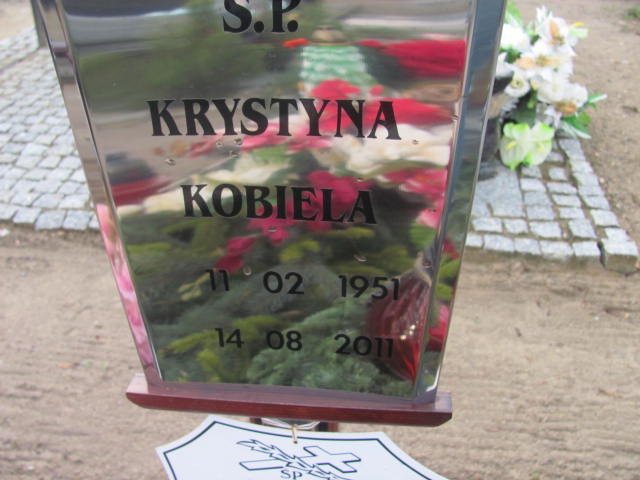 Ś.P.
KRYSTYNA
KOBIELA
11 02 1951
14 08 2011
SP